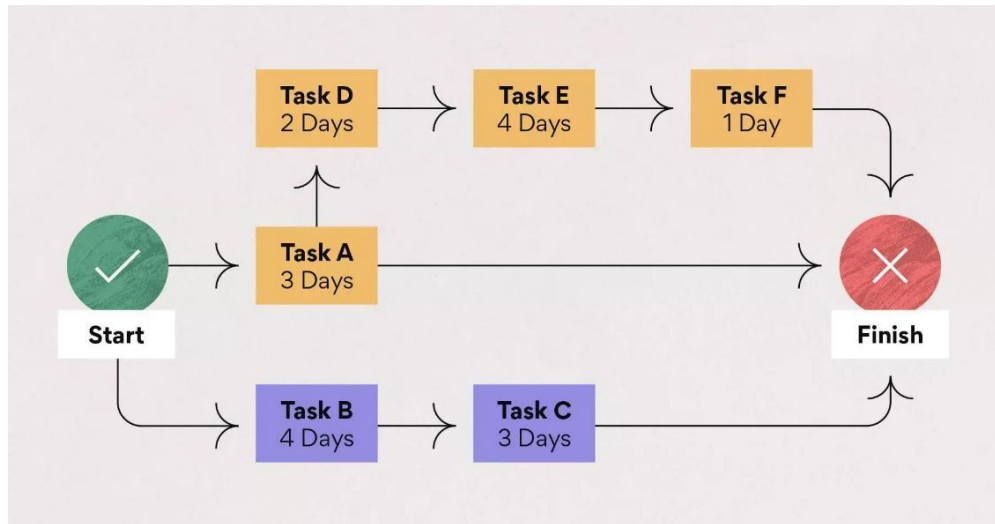 Task D
2 Days
Task E
4 Days
Task F
1 Day
Task A
3 Days
Start
Finish
Task B
4 Days
Task C
3 Days